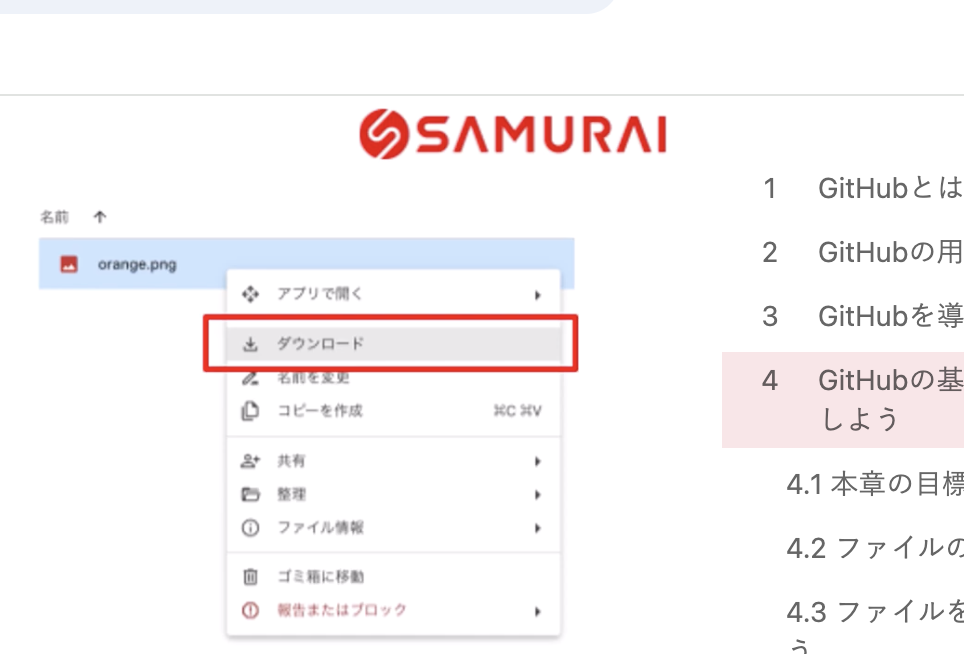 SAMURAI
名前 ↑
orange.png
アプリで開く
ダウンロード
名前を変更
コピーを作成 ⌘C ⌘V
共有
整理
ファイル情報
ゴミ箱に移動
報告またはブロック
1 GitHubとは
2 GitHubの用
3 GitHubを導
4 GitHubの基
しよう
4.1 本章の目標
4.2 ファイルの
4.3 ファイルを
う